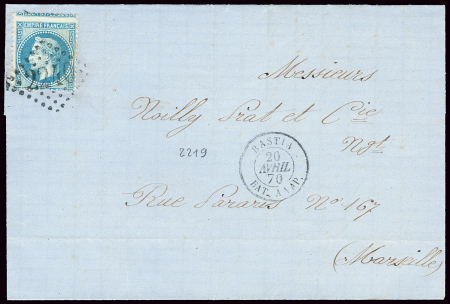 EMPIRE FRANCAIS
Messieurs
Noilly Prat et Cie
Ngt.
2219
BASTIA
20
AVRIL
70
BAT. A VAP.
Rue Paradis No 167
(Marseille)